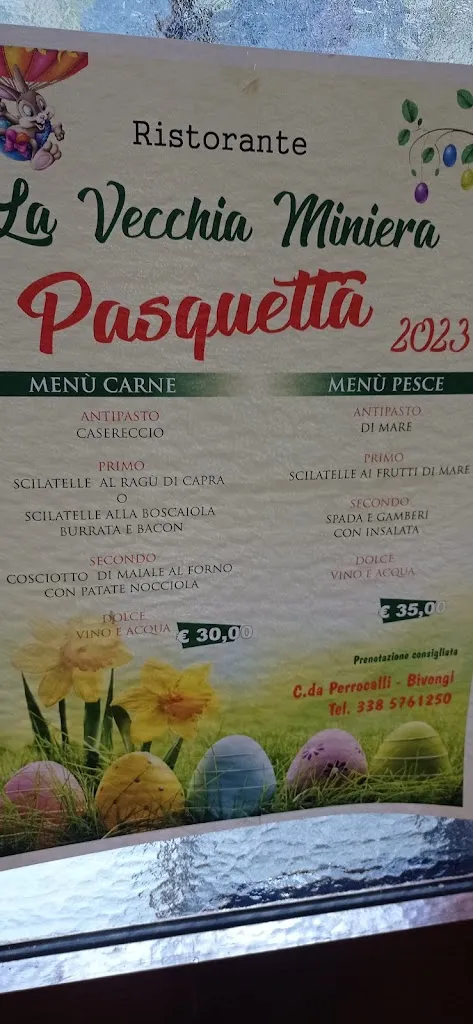 Ristorante
La Vecchia Miniera
Pasquetta 2023
MENÙ CARNE
ANTIPASTO
CASERECCIO
PRIMO
SCILATELLE AL RAGÙ DI CAPRA
O
SCILATELLE ALLA BOSCAIOLA
BURRATA E BACON
SECONDO
COSCIOTTO DI MAIALE AL FORNO
CON PATATE NOCCIOLA
DOLCE
VINO E ACQUA
€ 30,00
MENÙ PESCE
ANTIPASTO
DI MARE
PRIMO
SCILATELLE AI FRUTTI DI MARE
SECONDO
SPADA E GAMBERI
CON INSALATA
DOLCE
VINO E ACQUA
€ 35,00
Prenotazione consigliata
C.da Perrocalli - Bivongi
Tel. 338 5761250